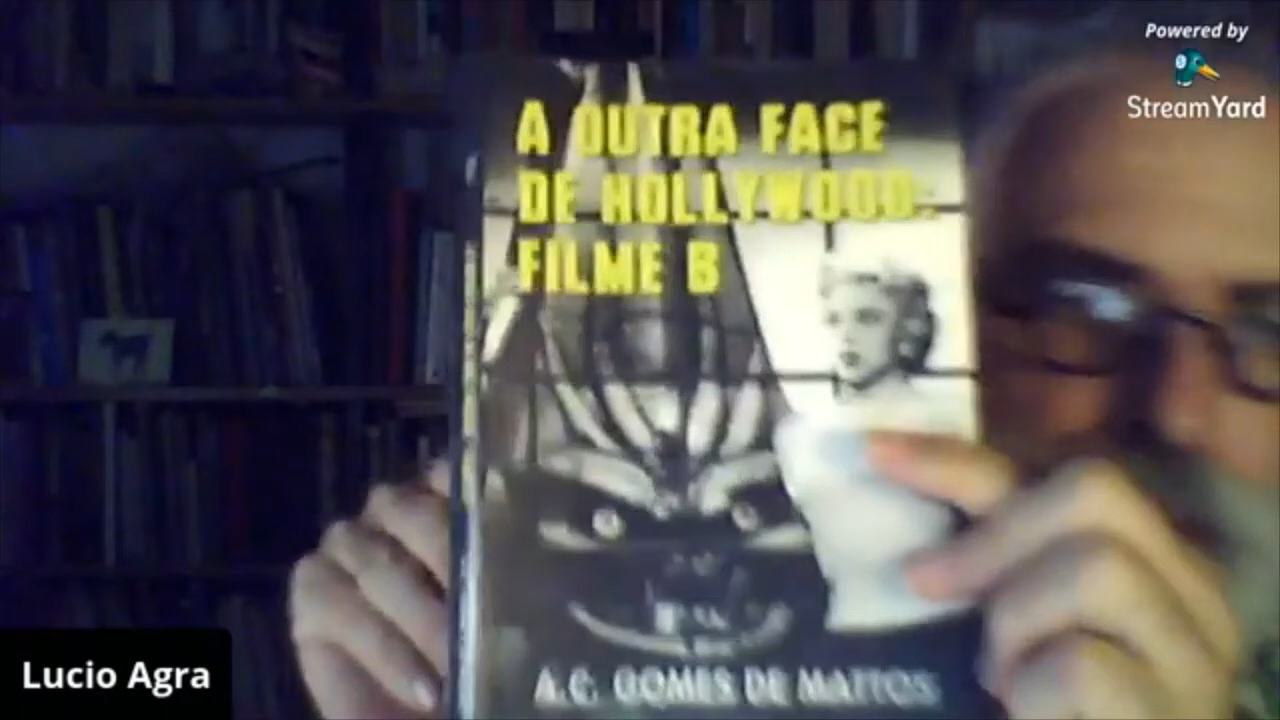 Powered by
StreamYard
A OUTRA FACE
DE HOLLYWOOD:
FILME B
A.C. GOMES DE MATTOS
Lucio Agra